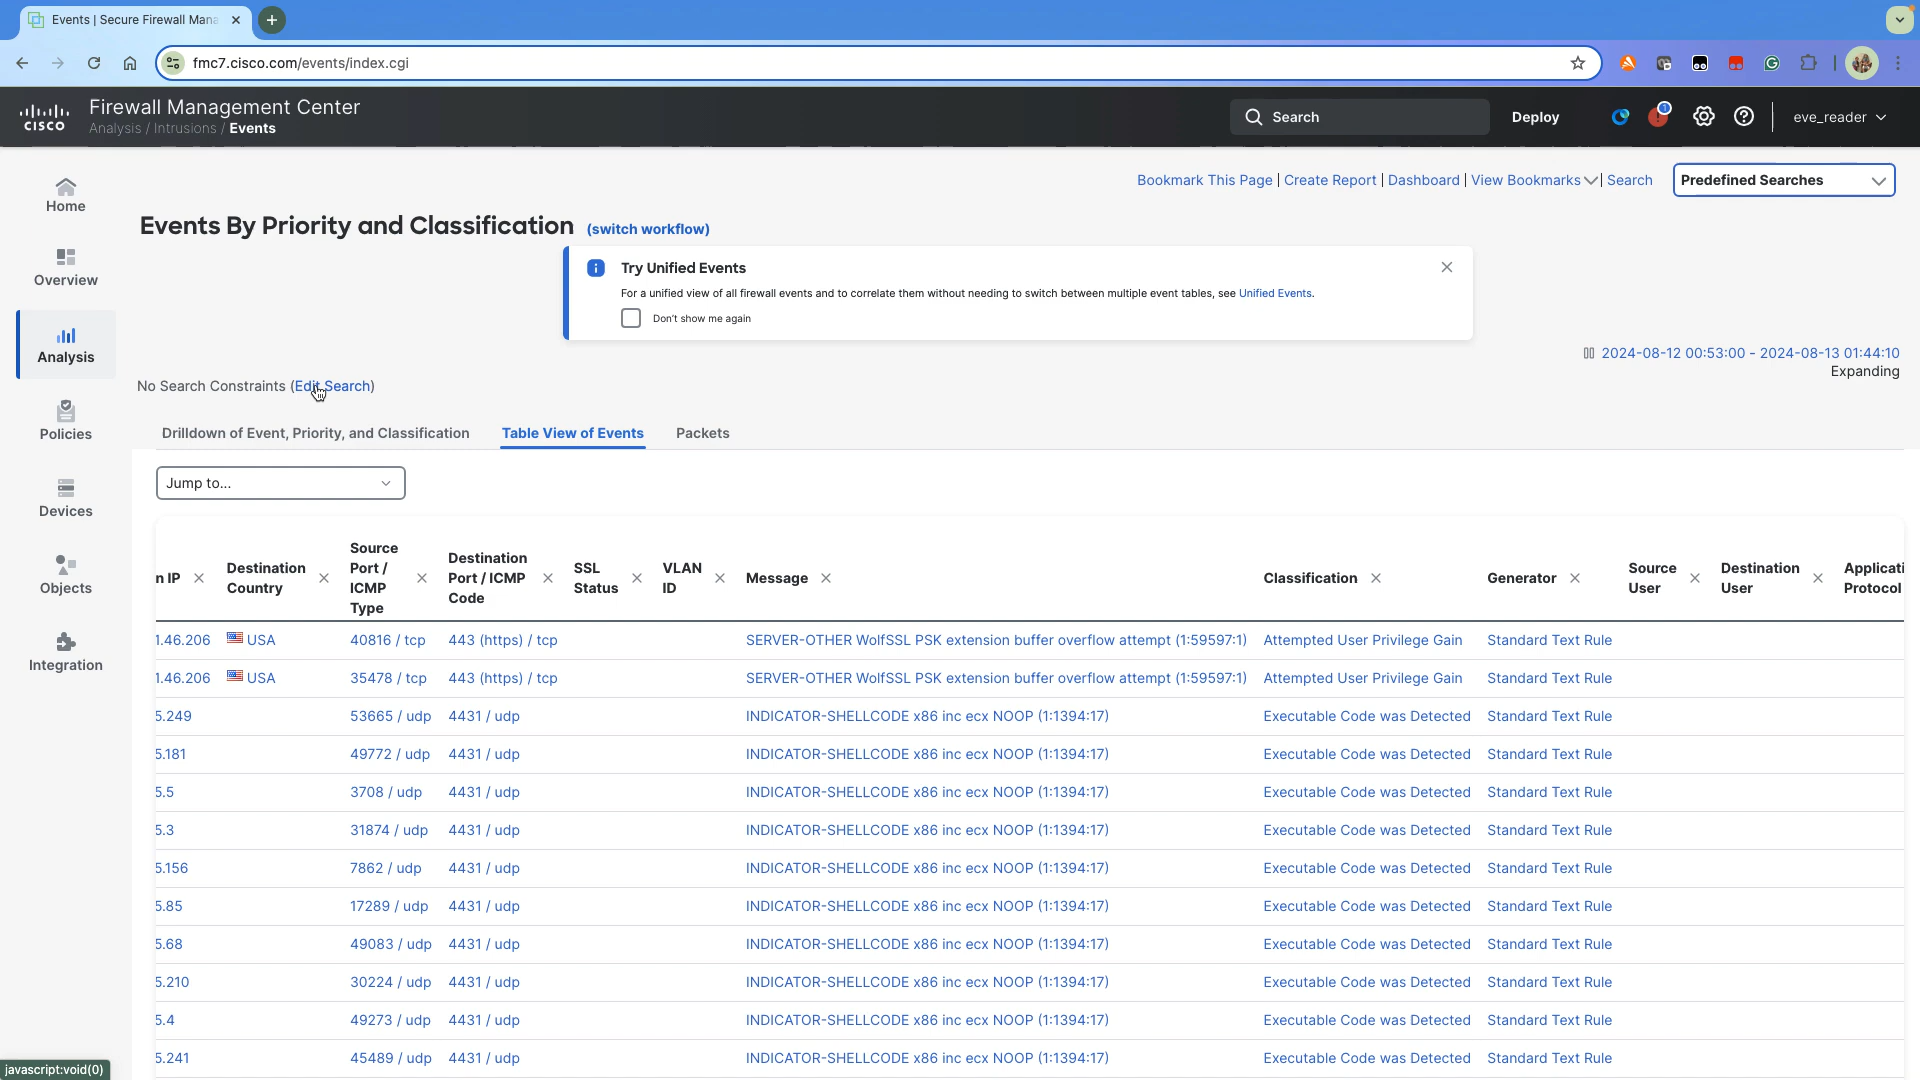 Events | Secure Firewall Mana
fmc7.cisco.com/events/index.cgi
CISCO
Firewall Management Center
Analysis / Intrusions / Events
Search
Deploy
1
eve_reader
Home
Overview
Analysis
Policies
Devices
Objects
Integration
Bookmark This Page | Create Report | Dashboard | View Bookmarks | Search
Predefined Searches
Events By Priority and Classification (switch workflow)
Try Unified Events
For a unified view of all firewall events and to correlate them without needing to switch between multiple event tables, see Unified Events.
Don't show me again
2024-08-12 00:53:00 - 2024-08-13 01:44:10
Expanding
No Search Constraints (Edit Search)
Drilldown of Event, Priority, and Classification Table View of Events Packets
Jump to...
n IP Destination Country Source Port / ICMP Type Destination Port / ICMP Code SSL Status VLAN ID Message Classification Generator Source User Destination User Applicati Protocol
1.46.206 USA 40816 / tcp 443 (https) / tcp SERVER-OTHER WolfSSL PSK extension buffer overflow attempt (1:59597:1) Attempted User Privilege Gain Standard Text Rule
1.46.206 USA 35478 / tcp 443 (https) / tcp SERVER-OTHER WolfSSL PSK extension buffer overflow attempt (1:59597:1) Attempted User Privilege Gain Standard Text Rule
5.249 53665 / udp 4431 / udp INDICATOR-SHELLCODE x86 inc ecx NOOP (1:1394:17) Executable Code was Detected Standard Text Rule
5.181 49772 / udp 4431 / udp INDICATOR-SHELLCODE x86 inc ecx NOOP (1:1394:17) Executable Code was Detected Standard Text Rule
5.5 3708 / udp 4431 / udp INDICATOR-SHELLCODE x86 inc ecx NOOP (1:1394:17) Executable Code was Detected Standard Text Rule
5.3 31874 / udp 4431 / udp INDICATOR-SHELLCODE x86 inc ecx NOOP (1:1394:17) Executable Code was Detected Standard Text Rule
5.156 7862 / udp 4431 / udp INDICATOR-SHELLCODE x86 inc ecx NOOP (1:1394:17) Executable Code was Detected Standard Text Rule
5.85 17289 / udp 4431 / udp INDICATOR-SHELLCODE x86 inc ecx NOOP (1:1394:17) Executable Code was Detected Standard Text Rule
5.68 49083 / udp 4431 / udp INDICATOR-SHELLCODE x86 inc ecx NOOP (1:1394:17) Executable Code was Detected Standard Text Rule
5.210 30224 / udp 4431 / udp INDICATOR-SHELLCODE x86 inc ecx NOOP (1:1394:17) Executable Code was Detected Standard Text Rule
5.4 49273 / udp 4431 / udp INDICATOR-SHELLCODE x86 inc ecx NOOP (1:1394:17) Executable Code was Detected Standard Text Rule
5.241 45489 / udp 4431 / udp INDICATOR-SHELLCODE x86 inc ecx NOOP (1:1394:17) Executable Code was Detected Standard Text Rule
javascript:void(0)